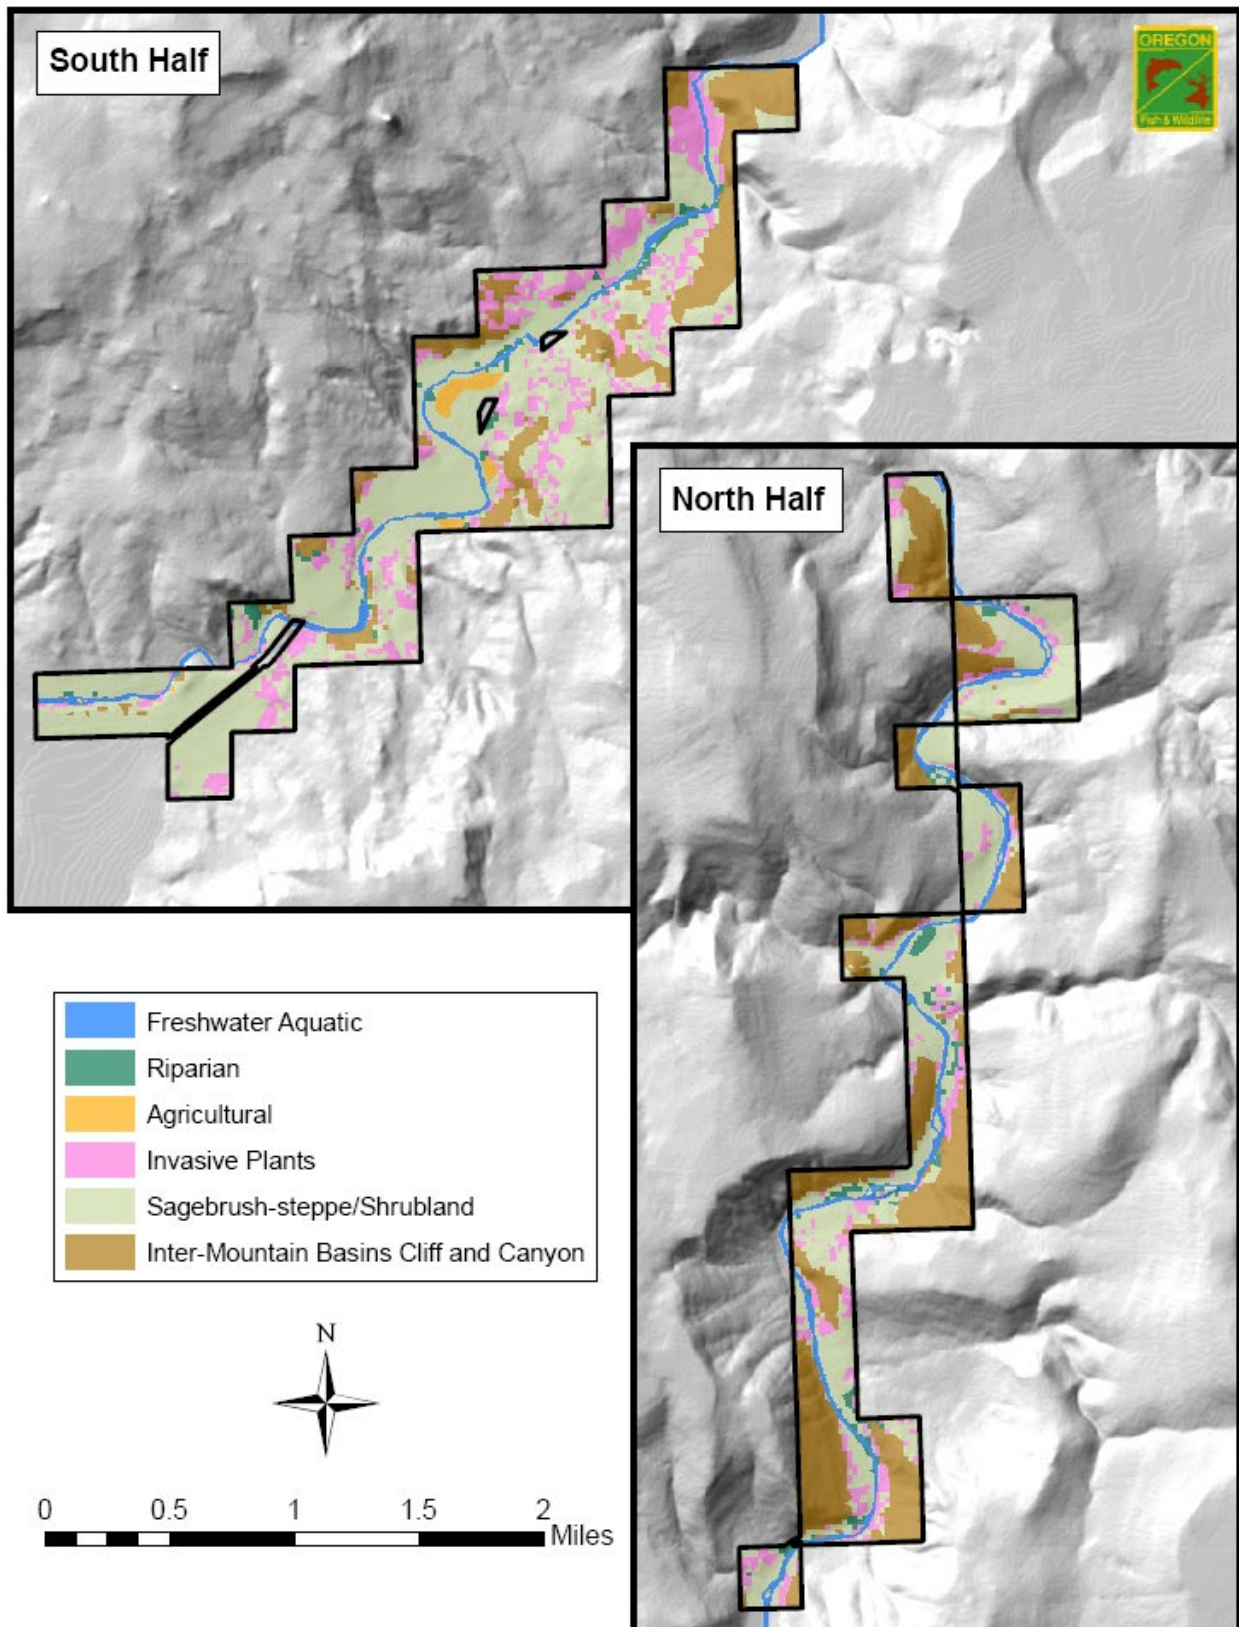 South Half
OREGON
Fish & Wildlife
North Half
Freshwater Aquatic
Riparian
Agricultural
Invasive Plants
Sagebrush-steppe/Shrubland
Inter-Mountain Basins Cliff and Canyon
N
0 0.5 1 1.5 2
Miles